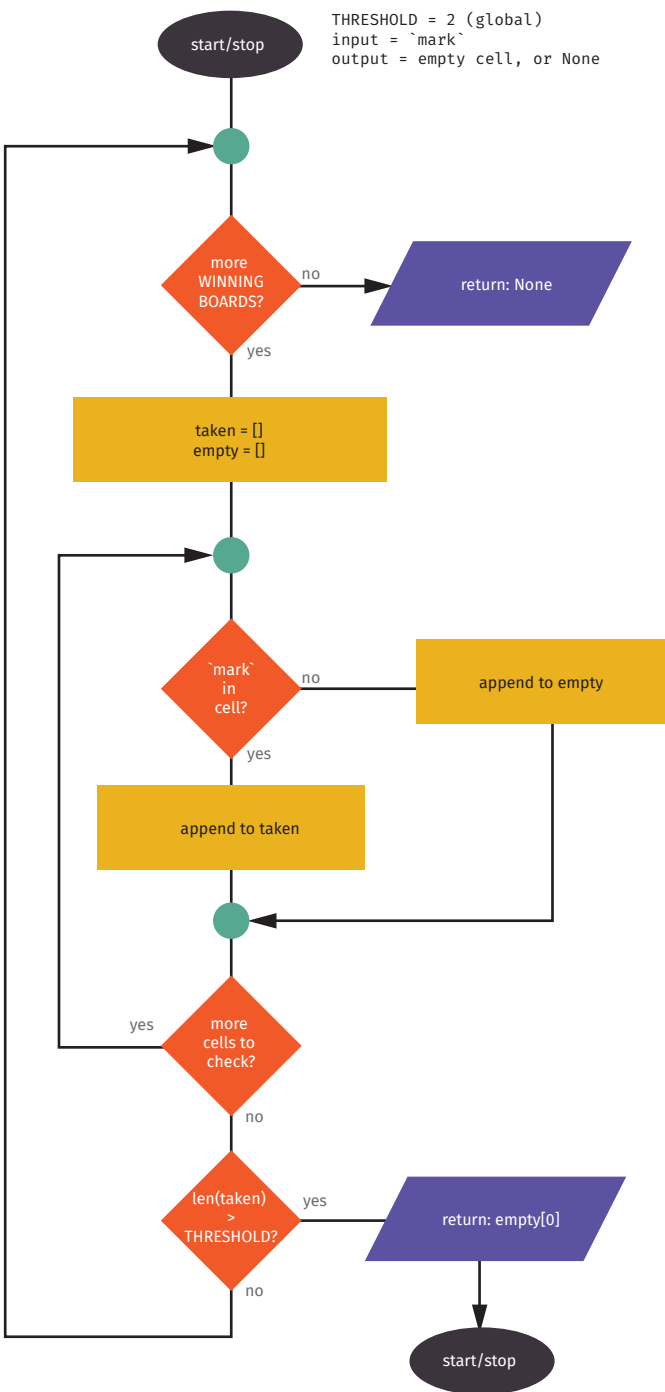 start/stop
THRESHOLD = 2 (global)
input = `mark`
output = empty cell, or None
more
WINNING
BOARDS?
no
return: None
yes
taken = []
empty = []
`mark`
in
cell?
no
append to empty
yes
append to taken
yes
more
cells to
check?
no
len(taken)
>
THRESHOLD?
yes
return: empty[0]
no
start/stop